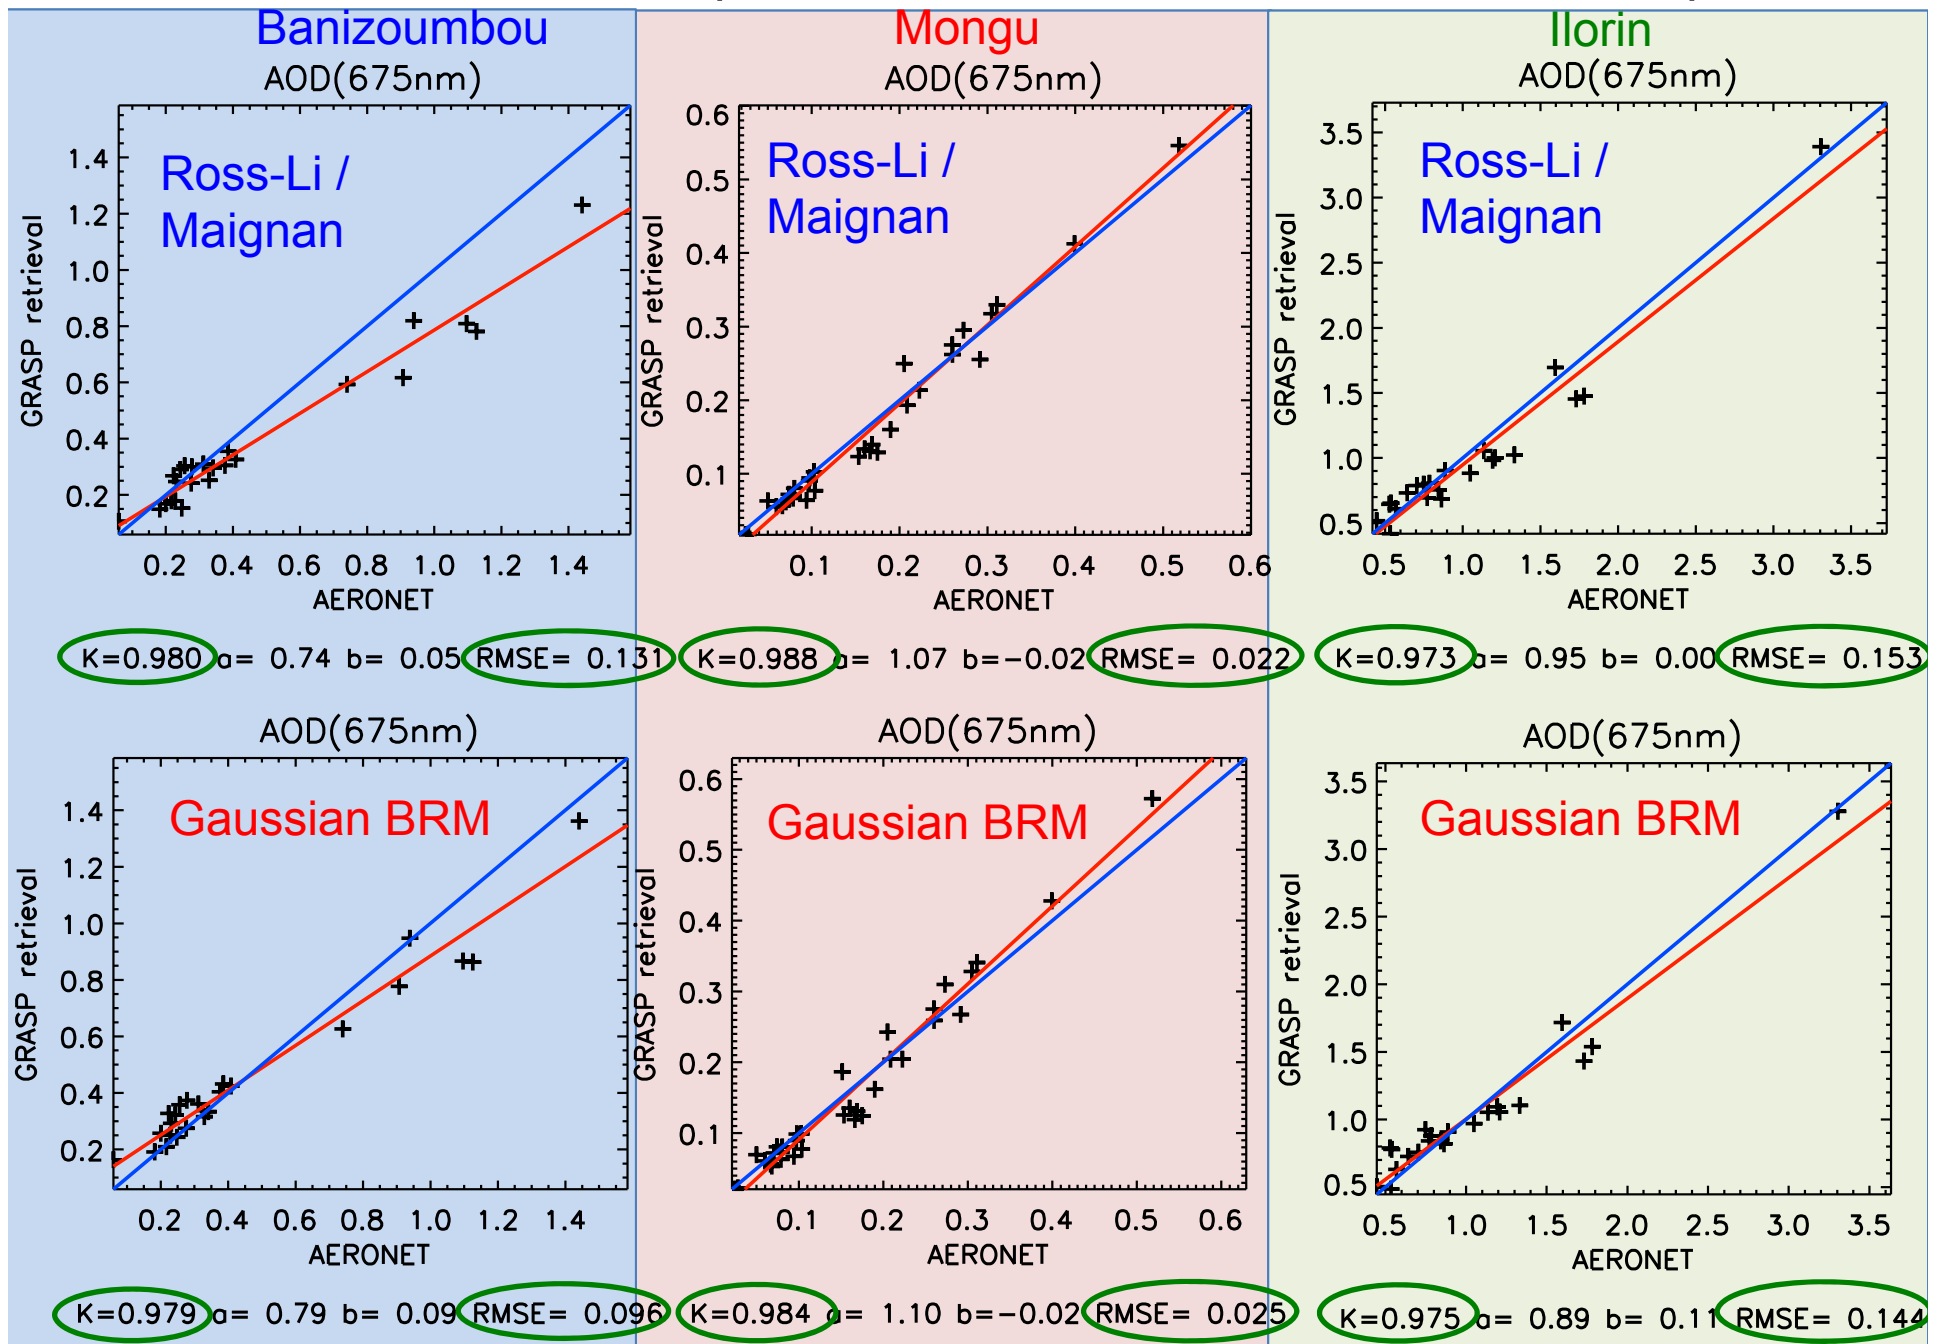 Banizoumbou
AOD(675nm)
Ross-Li /
Maignan
GRASP retrieval
1.4
1.2
1.0
0.8
0.6
0.4
0.2
0.2 0.4 0.6 0.8 1.0 1.2 1.4
AERONET
K=0.980 a= 0.74 b= 0.05 RMSE= 0.131
Mongu
AOD(675nm)
Ross-Li /
Maignan
GRASP retrieval
0.6
0.5
0.4
0.3
0.2
0.1
0.1 0.2 0.3 0.4 0.5 0.6
AERONET
K=0.988 a= 1.07 b=-0.02 RMSE= 0.022
Ilorin
AOD(675nm)
Ross-Li /
Maignan
GRASP retrieval
3.5
3.0
2.5
2.0
1.5
1.0
0.5
0.5 1.0 1.5 2.0 2.5 3.0 3.5
AERONET
K=0.973 a= 0.95 b= 0.00 RMSE= 0.153
AOD(675nm)
Gaussian BRM
GRASP retrieval
1.4
1.2
1.0
0.8
0.6
0.4
0.2
0.2 0.4 0.6 0.8 1.0 1.2 1.4
AERONET
K=0.979 a= 0.79 b= 0.09 RMSE= 0.096
AOD(675nm)
Gaussian BRM
GRASP retrieval
0.6
0.5
0.4
0.3
0.2
0.1
0.1 0.2 0.3 0.4 0.5 0.6
AERONET
K=0.984 a= 1.10 b=-0.02 RMSE= 0.025
AOD(675nm)
Gaussian BRM
GRASP retrieval
3.5
3.0
2.5
2.0
1.5
1.0
0.5
0.5 1.0 1.5 2.0 2.5 3.0 3.5
AERONET
K=0.975 a= 0.89 b= 0.11 RMSE= 0.144